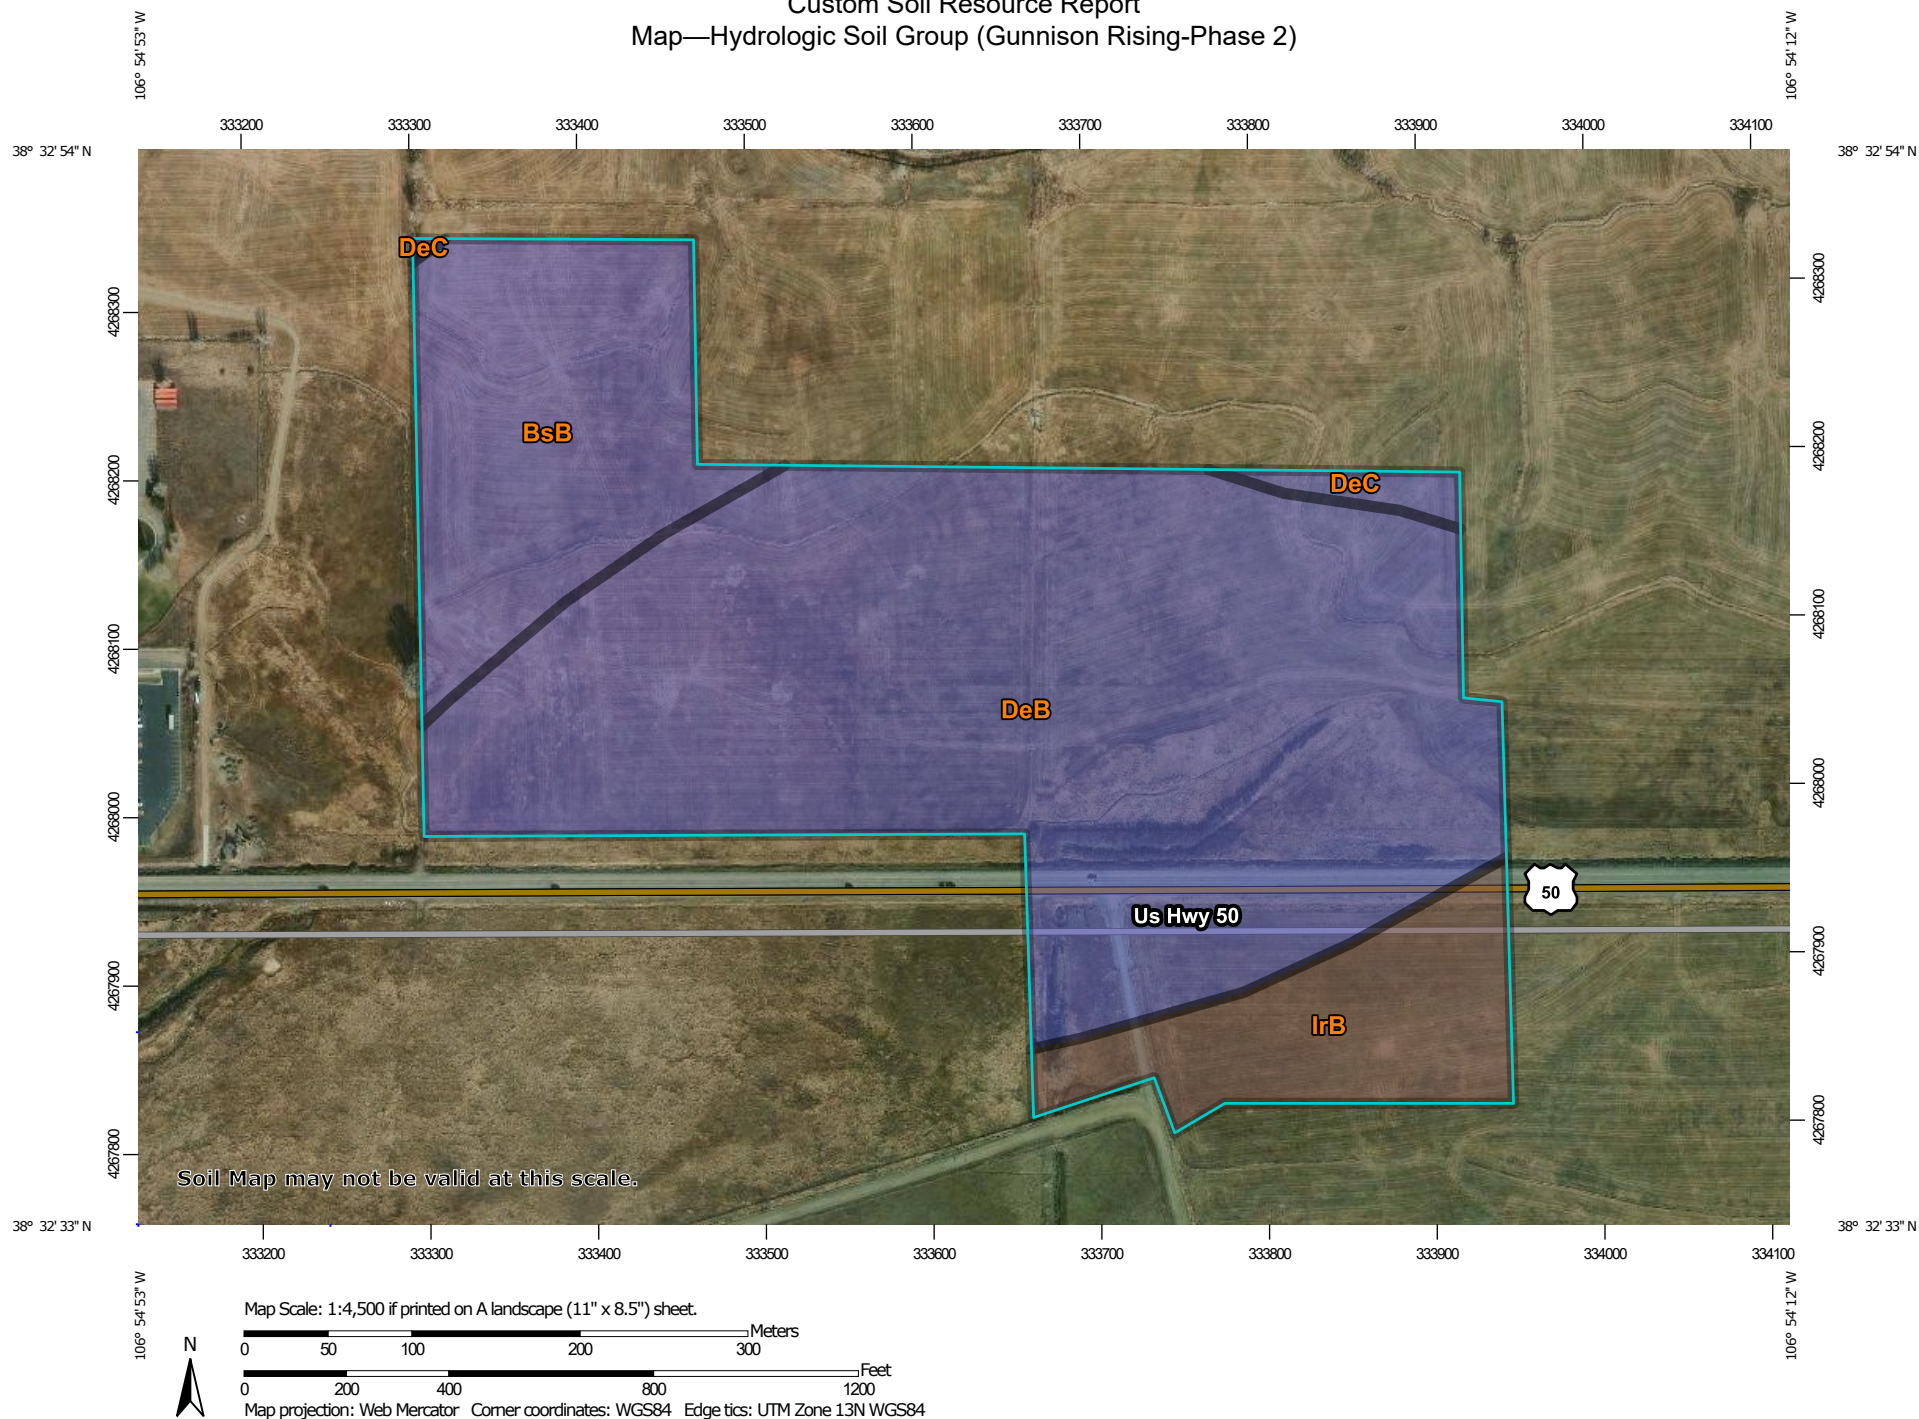 Custom Soil Resource Report
Map—Hydrologic Soil Group (Gunnison Rising-Phase 2)
106° 54' 53" W
106° 54' 12" W
333200 333300 333400 333500 333600 333700 333800 333900 334000 334100
38° 32' 54" N
38° 32' 54" N
DeC
4268300
4268300
BsB
4268200
4268200
DeC
4268100
4268100
DeB
4268000
4268000
50
Us Hwy 50
4267900
4267900
IrB
4267800
4267800
Soil Map may not be valid at this scale.
38° 32' 33" N
38° 32' 33" N
333200 333300 333400 333500 333600 333700 333800 333900 334000 334100
106° 54' 53" W
106° 54' 12" W
Map Scale: 1:4,500 if printed on A landscape (11" x 8.5") sheet.
Meters
0 50 100 200 300
N
Feet
0 200 400 800 1200
Map projection: Web Mercator Corner coordinates: WGS84 Edge tics: UTM Zone 13N WGS84